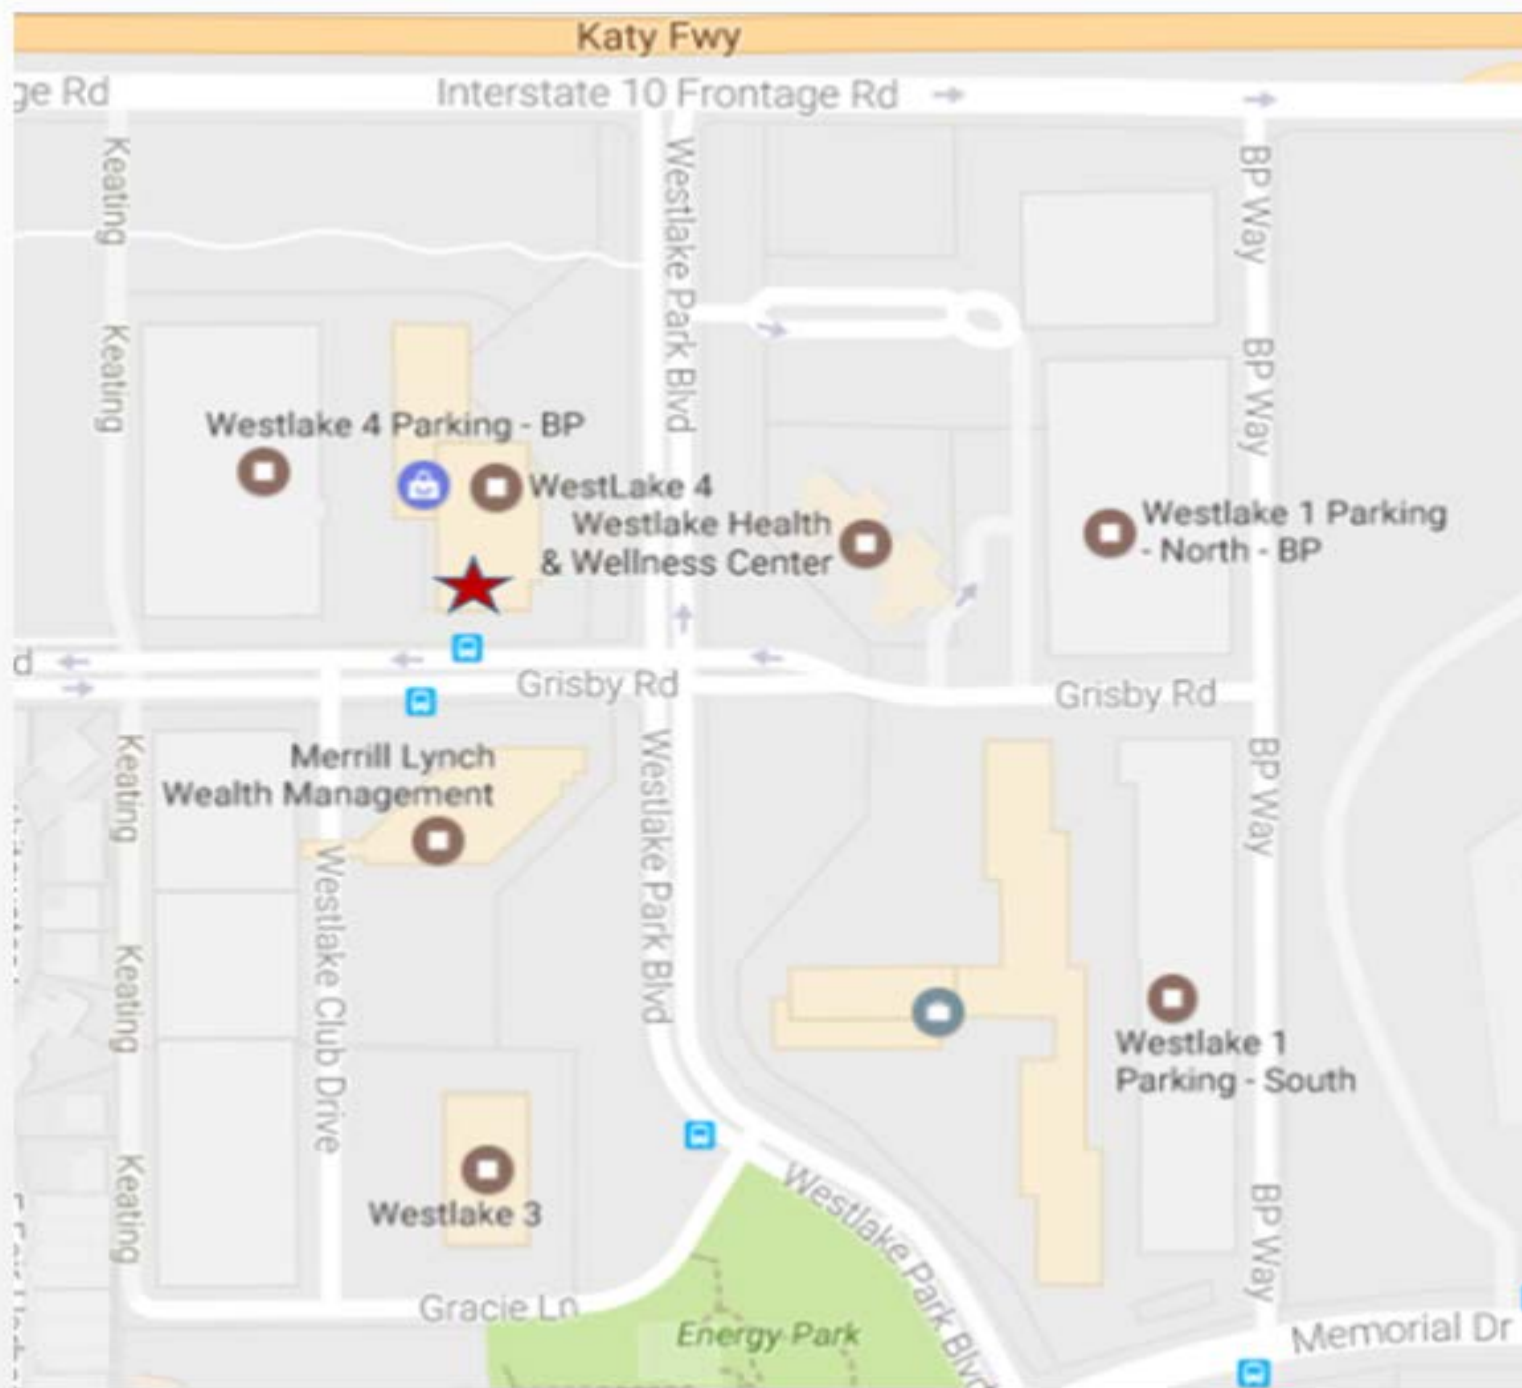 Katy Fwy
ge Rd
Interstate 10 Frontage Rd
Keating
Westlake Park Blvd
BP Way
Keating
BP Way
Westlake 4 Parking - BP
WestLake 4
Westlake Health
& Wellness Center
Westlake 1 Parking
- North - BP
d
Grisby Rd
Grisby Rd
Keating
Merrill Lynch
Wealth Management
Westlake Park Blvd
BP Way
Keating
Westlake Club Drive
Westlake 1
Parking - South
Keating
Westlake 3
Westlake Park Blvd
BP Way
Gracie Ln
Energy Park
Memorial Dr